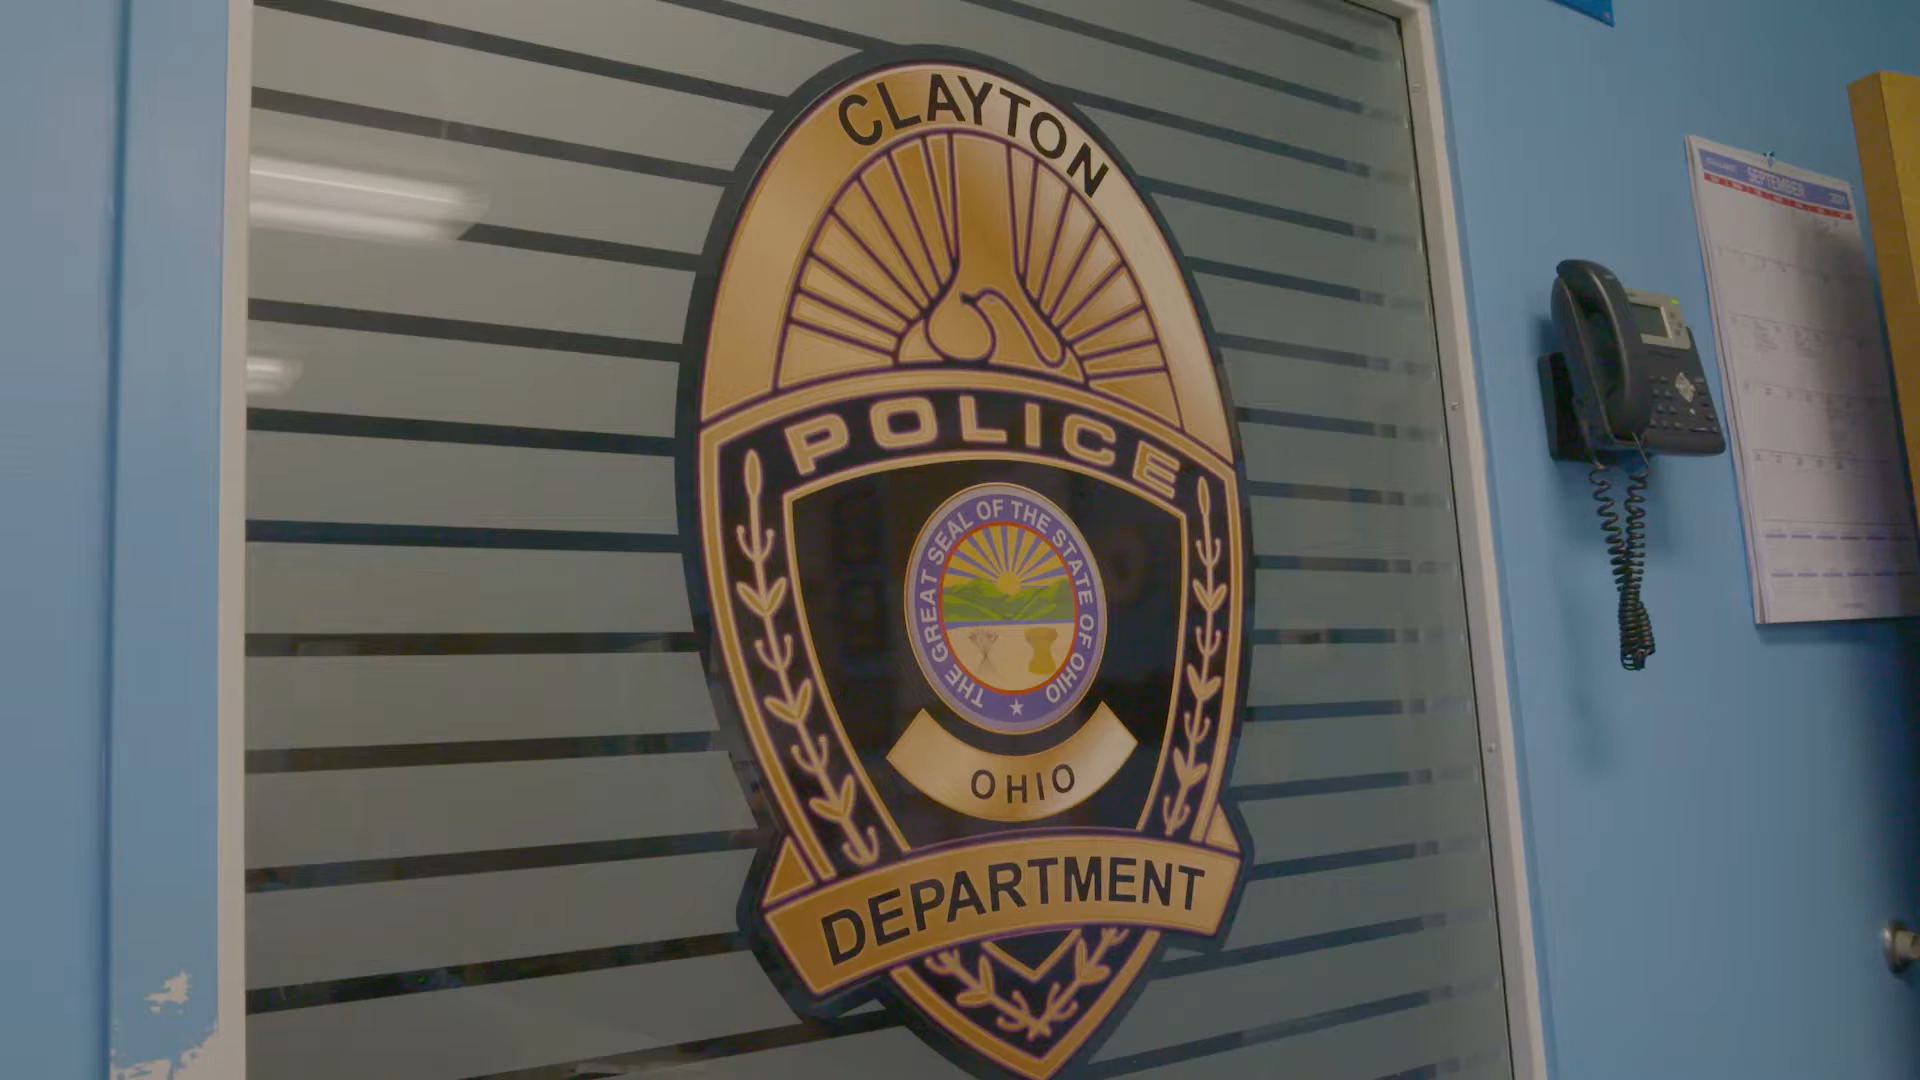 CLAYTON
POLICE
THE GREAT SEAL OF THE STATE OF OHIO
OHIO
DEPARTMENT
SEPTEMBER